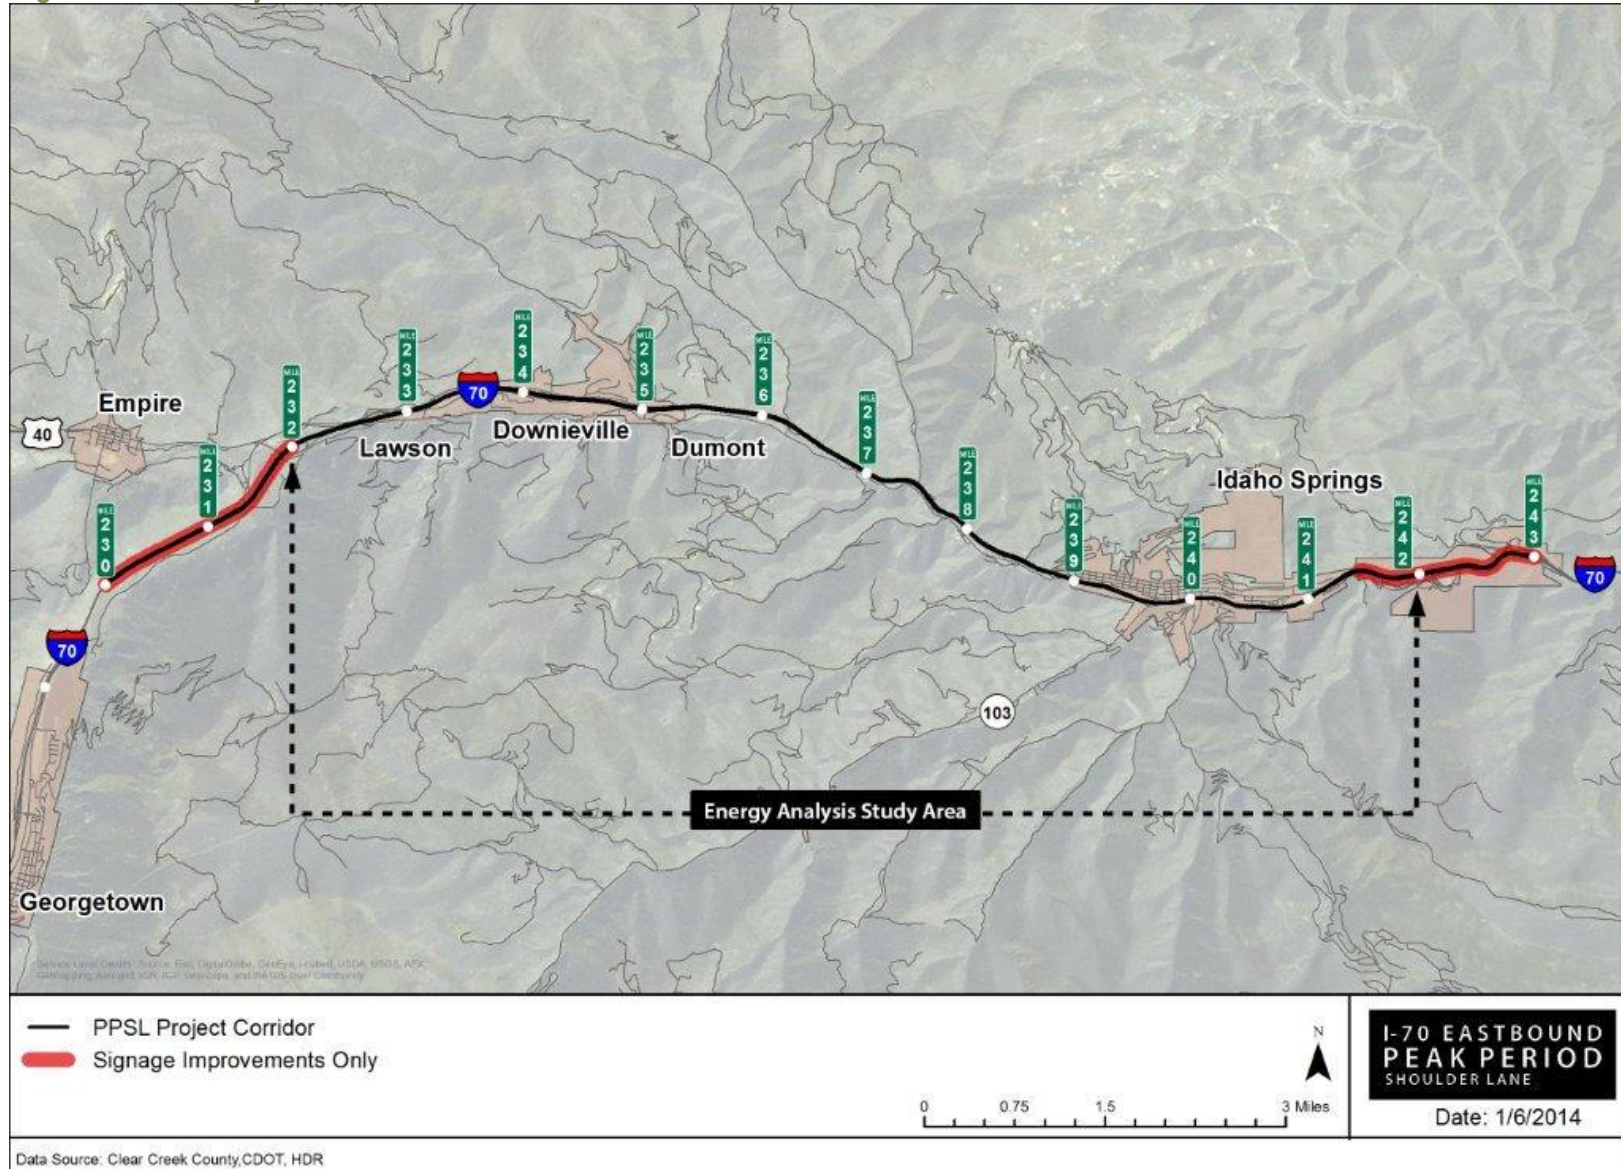 MILE 230
MILE 231
MILE 232
MILE 233
MILE 234
MILE 235
MILE 236
MILE 237
MILE 238
MILE 239
MILE 240
MILE 241
MILE 242
MILE 243
Empire
40
70
Lawson
Downieville
Dumont
Idaho Springs
70
70
103
Energy Analysis Study Area
Georgetown
PPSL Project Corridor
Signage Improvements Only
N
0 0.75 1.5 3 Miles
I-70 EASTBOUND
PEAK PERIOD
SHOULDER LANE
Date: 1/6/2014
Data Source: Clear Creek County,CDOT, HDR